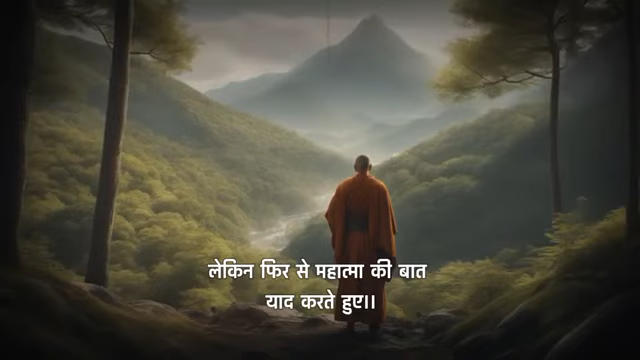 लेकिन फिर से महात्मा की बात
याद करते हुए।।